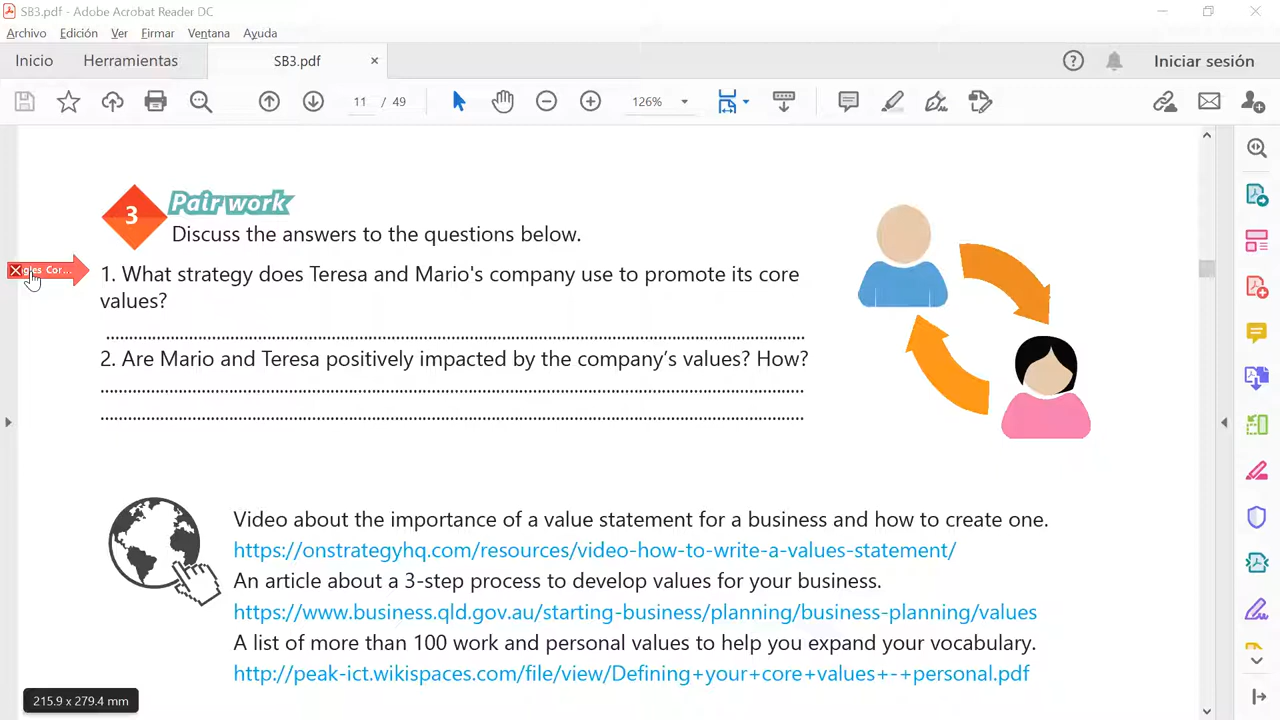 SB3.pdf - Adobe Acrobat Reader DC
Archivo Edición Ver Firmar Ventana Ayuda
Inicio Herramientas SB3.pdf × Iniciar sesión
11 / 49 126%
3 Pair work
Discuss the answers to the questions below.
Cor...
1. What strategy does Teresa and Mario's company use to promote its core
values?
2. Are Mario and Teresa positively impacted by the company's values? How?
Video about the importance of a value statement for a business and how to create one.
https://onstrategyhq.com/resources/video-how-to-write-a-values-statement/
An article about a 3-step process to develop values for your business.
https://www.business.qld.gov.au/starting-business/planning/business-planning/values
A list of more than 100 work and personal values to help you expand your vocabulary.
http://peak-ict.wikispaces.com/file/view/Defining+your+core+values+-+personal.pdf
215.9 x 279.4 mm